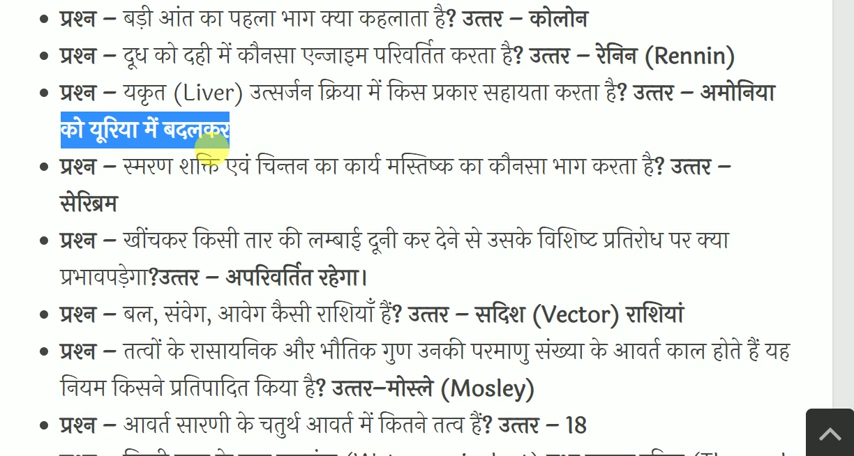 प्रश्न – बड़ी आंत का पहला भाग क्या कहलाता है? उत्तर – कोलोन
प्रश्न – दूध को दही में कौनसा एन्जाइम परिवर्तित करता है? उत्तर – रेनिन (Rennin)
प्रश्न – यकृत (Liver) उत्सर्जन क्रिया में किस प्रकार सहायता करता है? उत्तर – अमोनिया
को यूरिया में बदलकर
प्रश्न – स्मरण शक्ति एवं चिन्तन का कार्य मस्तिष्क का कौनसा भाग करता है? उत्तर –
सेरिब्रम
प्रश्न – खींचकर किसी तार की लम्बाई दूनी कर देने से उसके विशिष्ट प्रतिरोध पर क्या
प्रभावपड़ेगा?उत्तर – अपरिवर्तित रहेगा।
प्रश्न – बल, संवेग, आवेग कैसी राशियाँ हैं? उत्तर – सदिश (Vector) राशियां
प्रश्न – तत्वों के रासायनिक और भौतिक गुण उनकी परमाणु संख्या के आवर्त काल होते हैं यह
नियम किसने प्रतिपादित किया है? उत्तर–मोस्ले (Mosley)
प्रश्न – आवर्त सारणी के चतुर्थ आवर्त में कितने तत्व हैं? उत्तर – 18